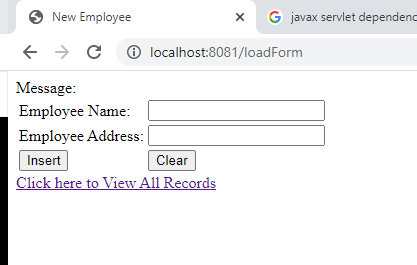 New Employee
javax servlet dependenc
localhost:8081/loadForm
Message:
Employee Name:
Employee Address:
Insert Clear
Click here to View All Records